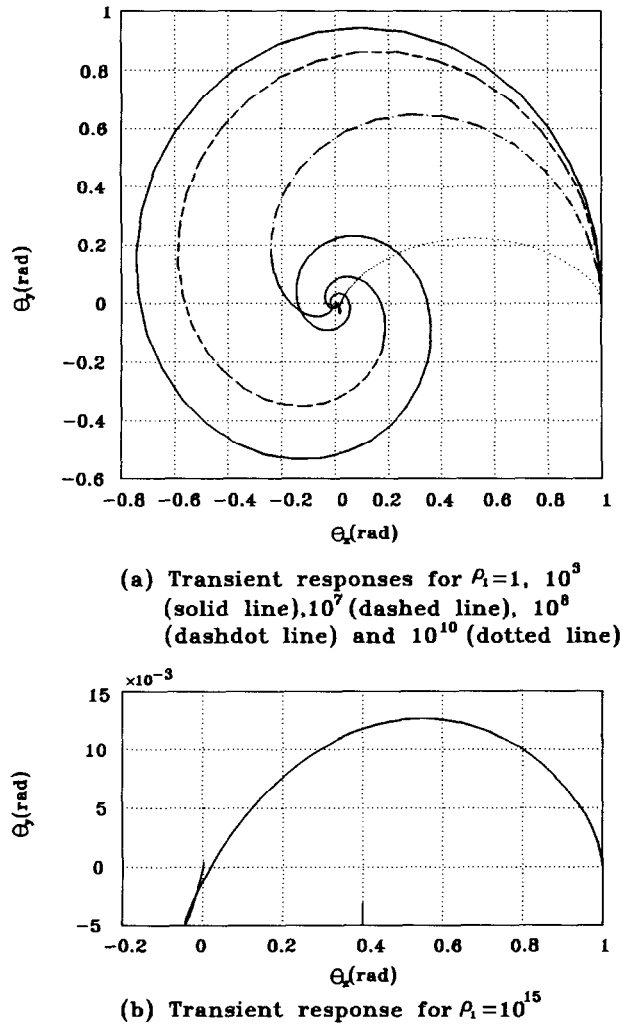 1
0.8
0.6
0.4
0.2
0
−0.2
−0.4
−0.6
θy(rad)
−0.8 −0.6 −0.4 −0.2 0 0.2 0.4 0.6 0.8 1
θx(rad)
(a) Transient responses for ρ₁=1, 10³
(solid line),10⁷ (dashed line), 10⁸
(dashdot line) and 10¹⁰ (dotted line)
×10⁻³
15
10
5
0
−5
θy(rad)
−0.2 0 0.2 0.4 0.6 0.8 1
θx(rad)
(b) Transient response for ρ₁=10¹⁵